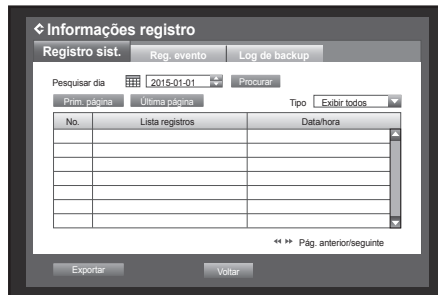 Informações registro
Registro sist. Reg. evento Log de backup
Pesquisar dia 2015-01-01 Procurar
Prim. página Última página Tipo Exibir todos
No. Lista registros Data/hora
Pág. anterior/seguinte
Exportar Voltar